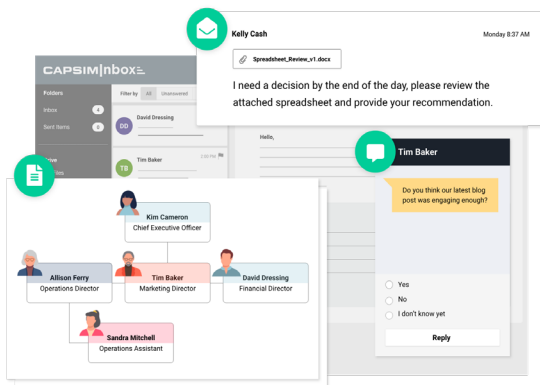 Kelly Cash
Monday 8:37 AM
Spreadsheet_Review_v1.docx
I need a decision by the end of the day, please review the
attached spreadsheet and provide your recommendation.
CAPSIM|nbox
Folders
Inbox
4
Sent Items
0
Filter by
All
Unanswered
DD
David Dressing
TB
Tim Baker
Hello,
Tim Baker
Do you think our latest blog
post was engaging enough?
Yes
No
I don't know yet
Reply
Kim Cameron
Chief Executive Officer
Allison Ferry
Operations Director
Tim Baker
Marketing Director
David Dressing
Financial Director
Sandra Mitchell
Operations Assistant